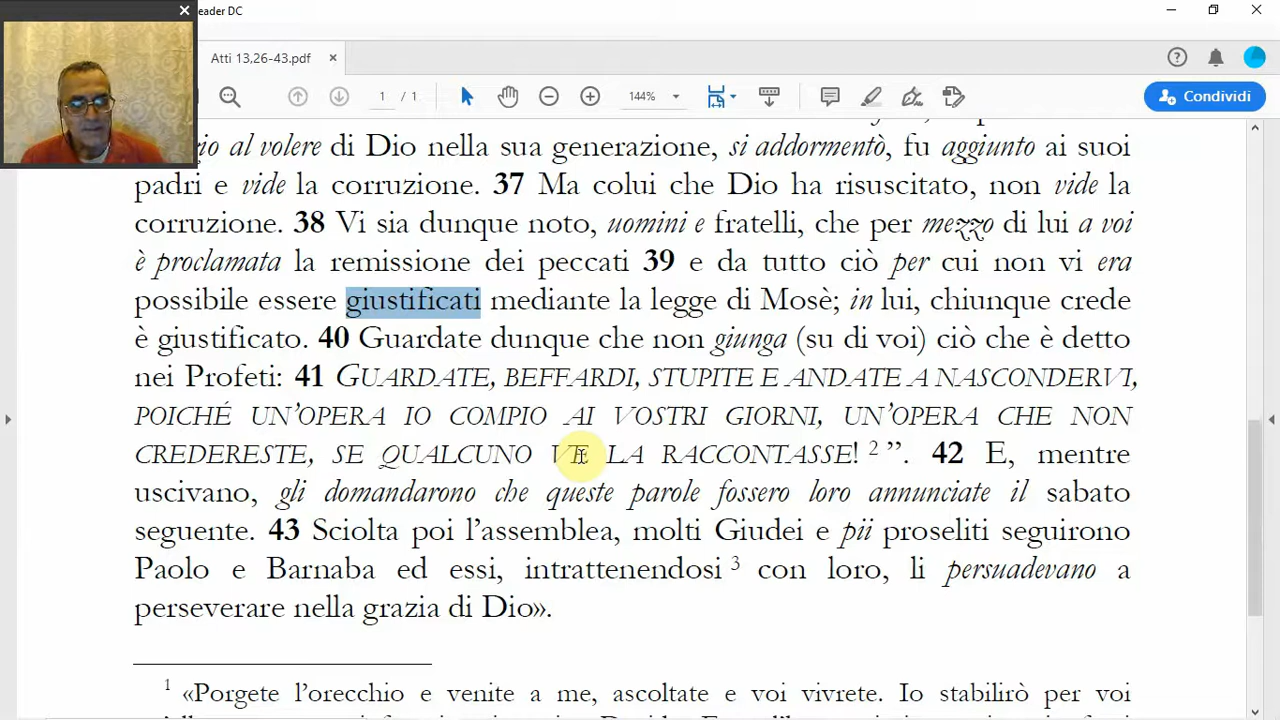 eader DC
Atti 13,26-43.pdf
1 / 1
144%
Condividi
al volere di Dio nella sua generazione, si addormentò, fu aggiunto ai suoi
padri e vide la corruzione. 37 Ma colui che Dio ha risuscitato, non vide la
corruzione. 38 Vi sia dunque noto, uomini e fratelli, che per mezzo di lui a voi
è proclamata la remissione dei peccati 39 e da tutto ciò per cui non vi era
possibile essere giustificati mediante la legge di Mosè; in lui, chiunque crede
è giustificato. 40 Guardate dunque che non giunga (su di voi) ciò che è detto
nei Profeti: 41 GUARDATE, BEFFARDI, STUPITE E ANDATE A NASCONDERVI,
POICHÉ UN’OPERA IO COMPIO AI VOSTRI GIORNI, UN’OPERA CHE NON
CREDERESTE, SE QUALCUNO VE LA RACCONTASSE! 2 ”. 42 E, mentre
uscivano, gli domandarono che queste parole fossero loro annunciate il sabato
seguente. 43 Sciolta poi l’assemblea, molti Giudei e pii proseliti seguirono
Paolo e Barnaba ed essi, intrattenendosi 3 con loro, li persuadevano a
perseverare nella grazia di Dio».
1 «Porgete l’orecchio e venite a me, ascoltate e voi vivrete. Io stabilirò per voi